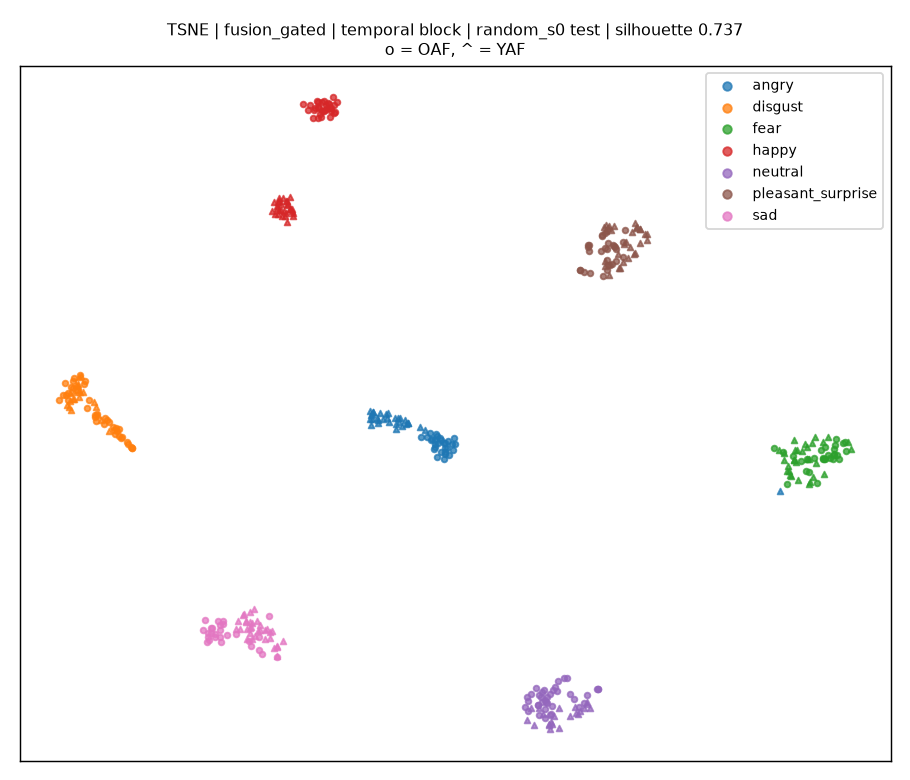 TSNE | fusion_gated | temporal block | random_s0 test | silhouette 0.737
o = OAF, ^ = YAF
angry
disgust
fear
happy
neutral
pleasant_surprise
sad